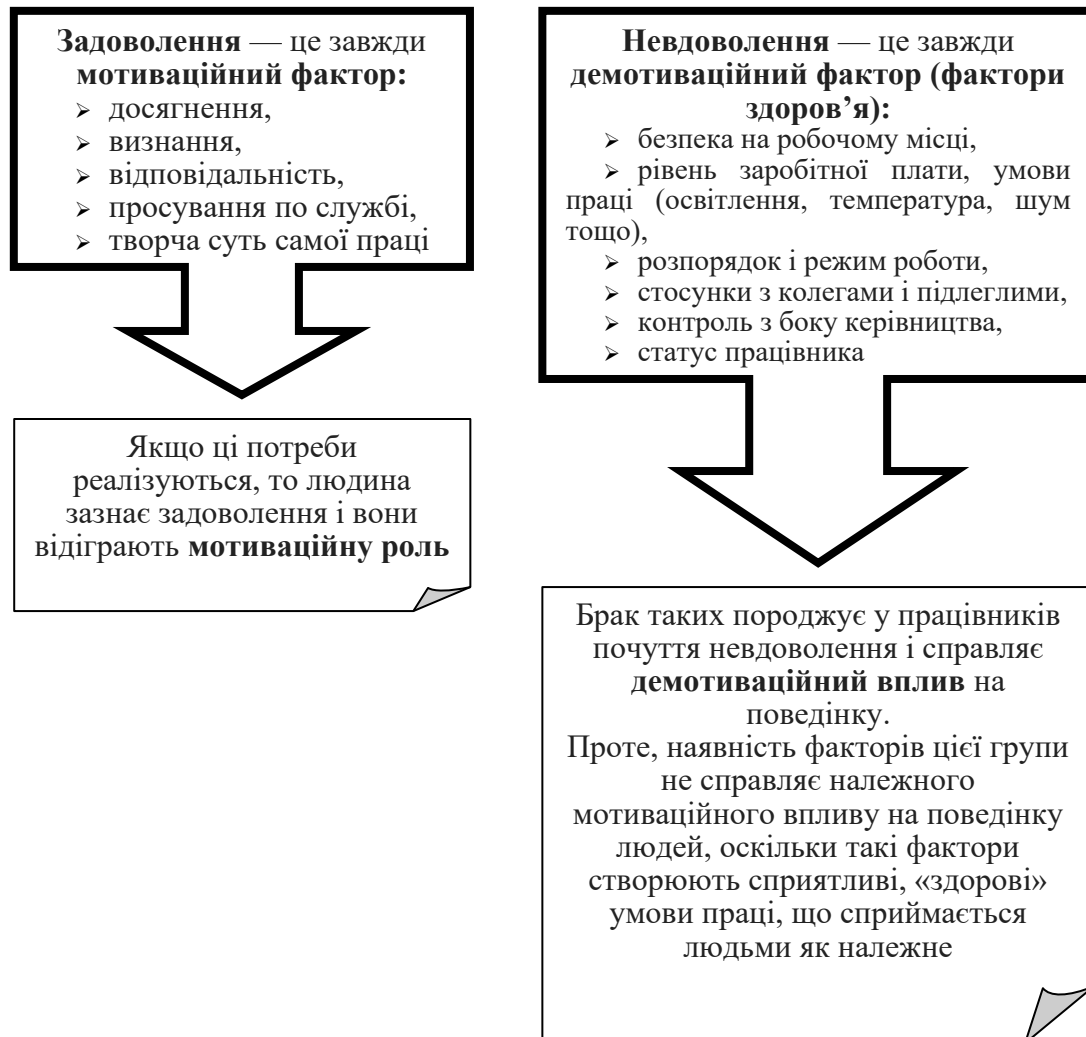 Задоволення — це завжди
мотиваційний фактор:
➢ досягнення,
➢ визнання,
➢ відповідальність,
➢ просування по службі,
➢ творча суть самої праці
Якщо ці потреби
реалізуються, то людина
зазнає задоволення і вони
відіграють мотиваційну роль
Невдоволення — це завжди
демотиваційний фактор (фактори
здоров’я):
➢ безпека на робочому місці,
➢ рівень заробітної плати, умови
праці (освітлення, температура, шум
тощо),
➢ розпорядок і режим роботи,
➢ стосунки з колегами і підлеглими,
➢ контроль з боку керівництва,
➢ статус працівника
Брак таких породжує у працівників
почуття невдоволення і справляє
демотиваційний вплив на
поведінку.
Проте, наявність факторів цієї групи
не справляє належного
мотиваційного впливу на поведінку
людей, оскільки такі фактори
створюють сприятливі, «здорові»
умови праці, що сприймається
людьми як належне